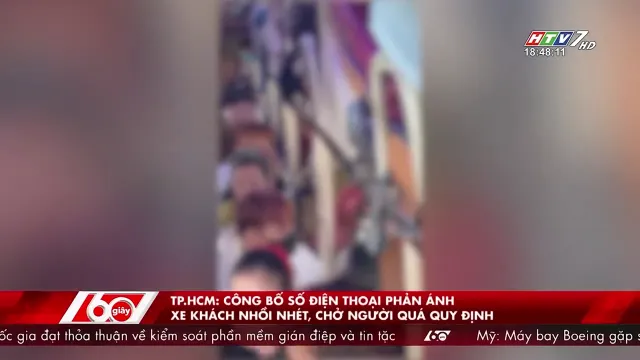 HTV7 HD
18:48:11
60 giây
TP.HCM: CÔNG BỐ SỐ ĐIỆN THOẠI PHẢN ÁNH
XE KHÁCH NHỒI NHÉT, CHỞ NGƯỜI QUÁ QUY ĐỊNH
ốc gia đạt thỏa thuận về kiểm soát phần mềm gián điệp và tin tặc 60 Mỹ: Máy bay Boeing gặp s